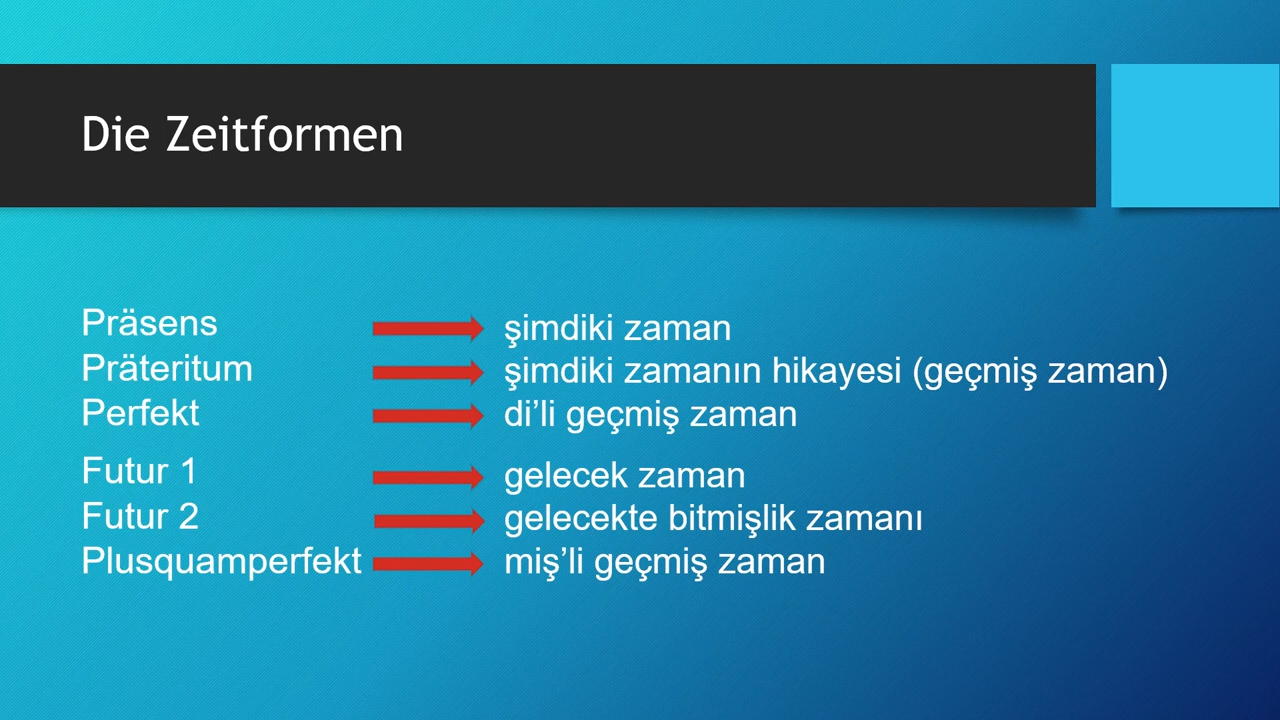 Die Zeitformen
Präsens şimdiki zaman
Präteritum şimdiki zamanın hikayesi (geçmiş zaman)
Perfekt di’li geçmiş zaman
Futur 1 gelecek zaman
Futur 2 gelecekte bitmişlik zamanı
Plusquamperfekt miş’li geçmiş zaman